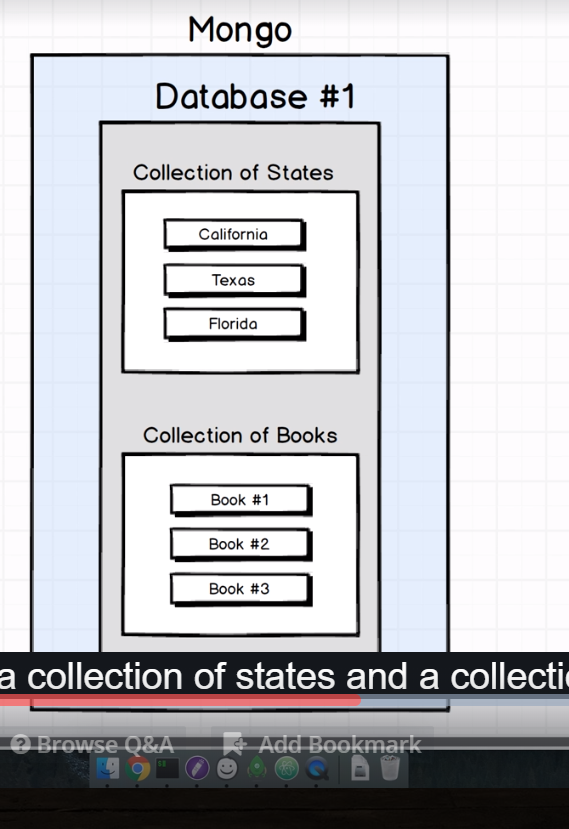 Mongo
Database #1
Collection of States
California
Texas
Florida
Collection of Books
Book #1
Book #2
Book #3
a collection of states and a collecti
Browse Q&A Add Bookmark